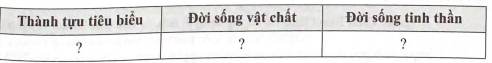 Thành tựu tiêu biểu Đời sống vật chất Đời sống tinh thần
? ? ?